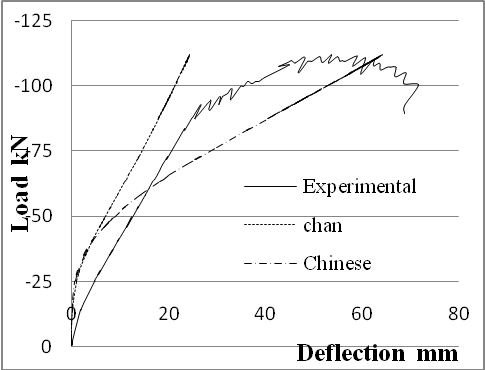 -125
-100
-75
-50
-25
0
Load kN
Experimental
chan
Chinese
0 20 40 60 80
Deflection mm